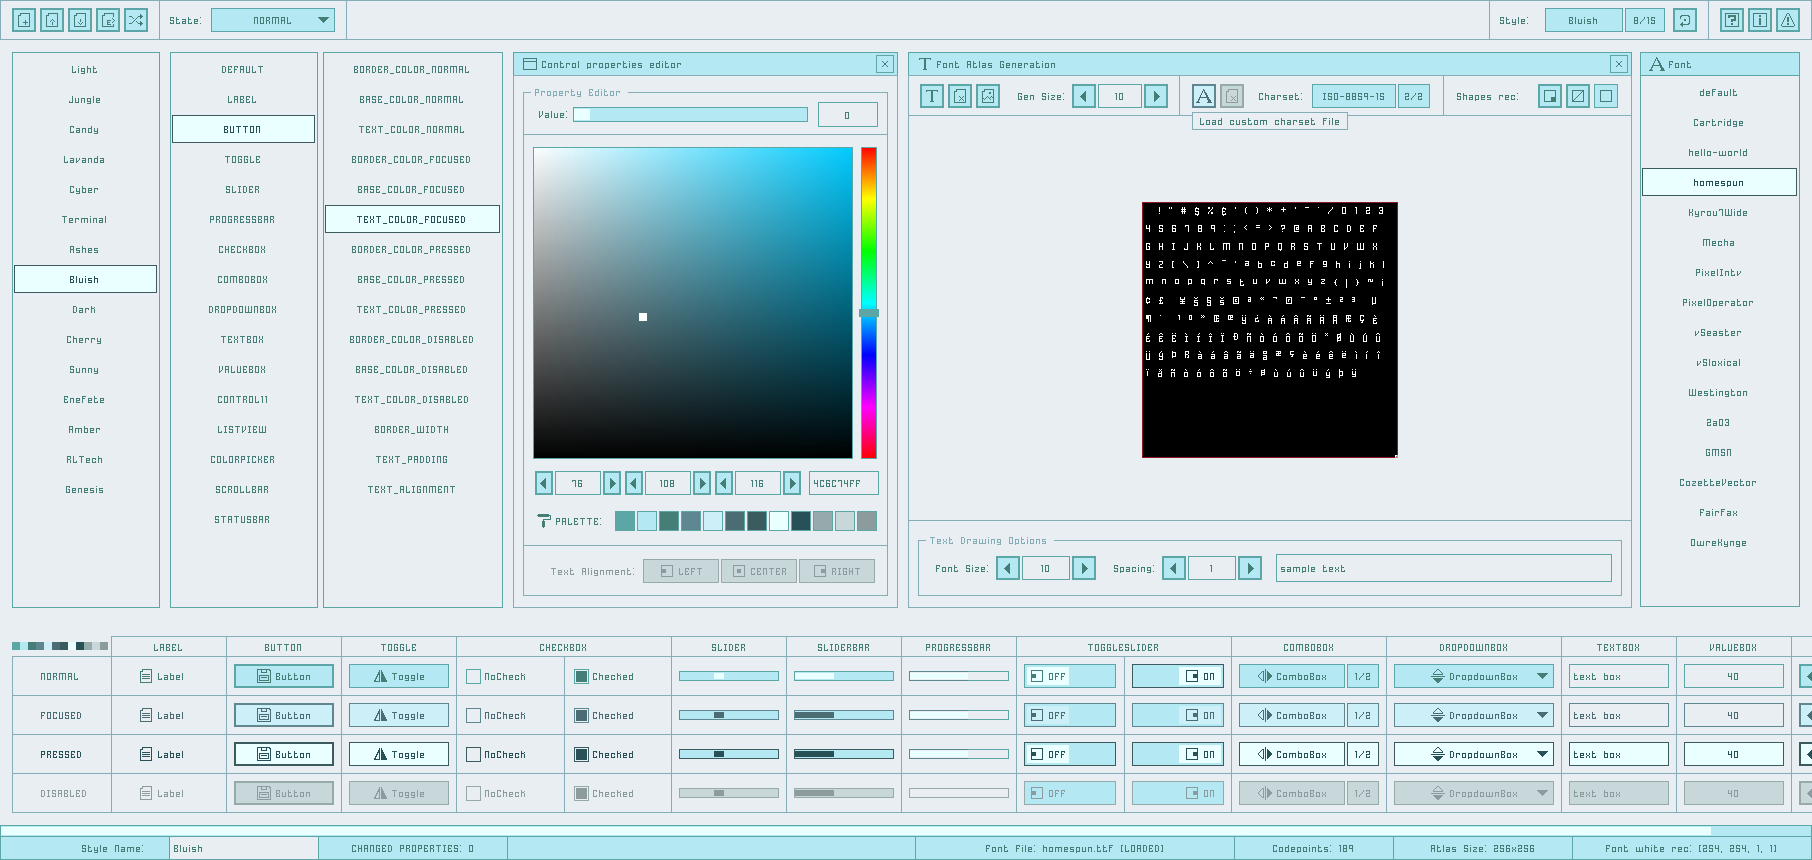 State: NORMAL Style: Bluish 8/15
Light
Jungle
Candy
Lavanda
Cyber
Terminal
Ashes
Bluish
Dark
Cherry
Sunny
Enefete
Amber
RLTech
Genesis
DEFAULT
LABEL
BUTTON
TOGGLE
SLIDER
PROGRESSBAR
CHECKBOX
COMBOBOX
DROPDOWNBOX
TEXTBOX
VALUEBOX
CONTROL11
LISTVIEW
COLORPICKER
SCROLLBAR
STATUSBAR
BORDER_COLOR_NORMAL
BASE_COLOR_NORMAL
TEXT_COLOR_NORMAL
BORDER_COLOR_FOCUSED
BASE_COLOR_FOCUSED
TEXT_COLOR_FOCUSED
BORDER_COLOR_PRESSED
BASE_COLOR_PRESSED
TEXT_COLOR_PRESSED
BORDER_COLOR_DISABLED
BASE_COLOR_DISABLED
TEXT_COLOR_DISABLED
BORDER_WIDTH
TEXT_PADDING
TEXT_ALIGNMENT
Control properties editor
Property Editor
Value: 0
76 108 116 4C6C74FF
PALETTE:
Text Alignment: LEFT CENTER RIGHT
Font Atlas Generation
Gen Size: 10 Charset: ISO-8859-15 2/2 Shapes rec:
Load custom charset file
Text Drawing Options
Font Size: 10 Spacing: 1 sample text
Font
default
Cartridge
hello-world
homespun
Kyrou7Wide
Mecha
PixelIntv
PixelOperator
vSeaster
vSloxical
Westington
2a03
GMSN
CozetteVector
FairFax
OwreKynge
LABEL BUTTON TOGGLE CHECKBOX SLIDER SLIDERBAR PROGRESSBAR TOGGLESLIDER COMBOBOX DROPDOWNBOX TEXTBOX VALUEBOX
NORMAL Label Button Toggle NoCheck Checked OFF ON ComboBox 1/2 DropdownBox text box 40
FOCUSED Label Button Toggle NoCheck Checked OFF ON ComboBox 1/2 DropdownBox text box 40
PRESSED Label Button Toggle NoCheck Checked OFF ON ComboBox 1/2 DropdownBox text box 40
DISABLED Label Button Toggle NoCheck Checked OFF ON ComboBox 1/2 DropdownBox text box 40
Style Name: Bluish CHANGED PROPERTIES: 0 Font File: homespun.ttf [LOADED] Codepoints: 189 Atlas Size: 256x256 Font white rec: [254, 254, 1, 1]